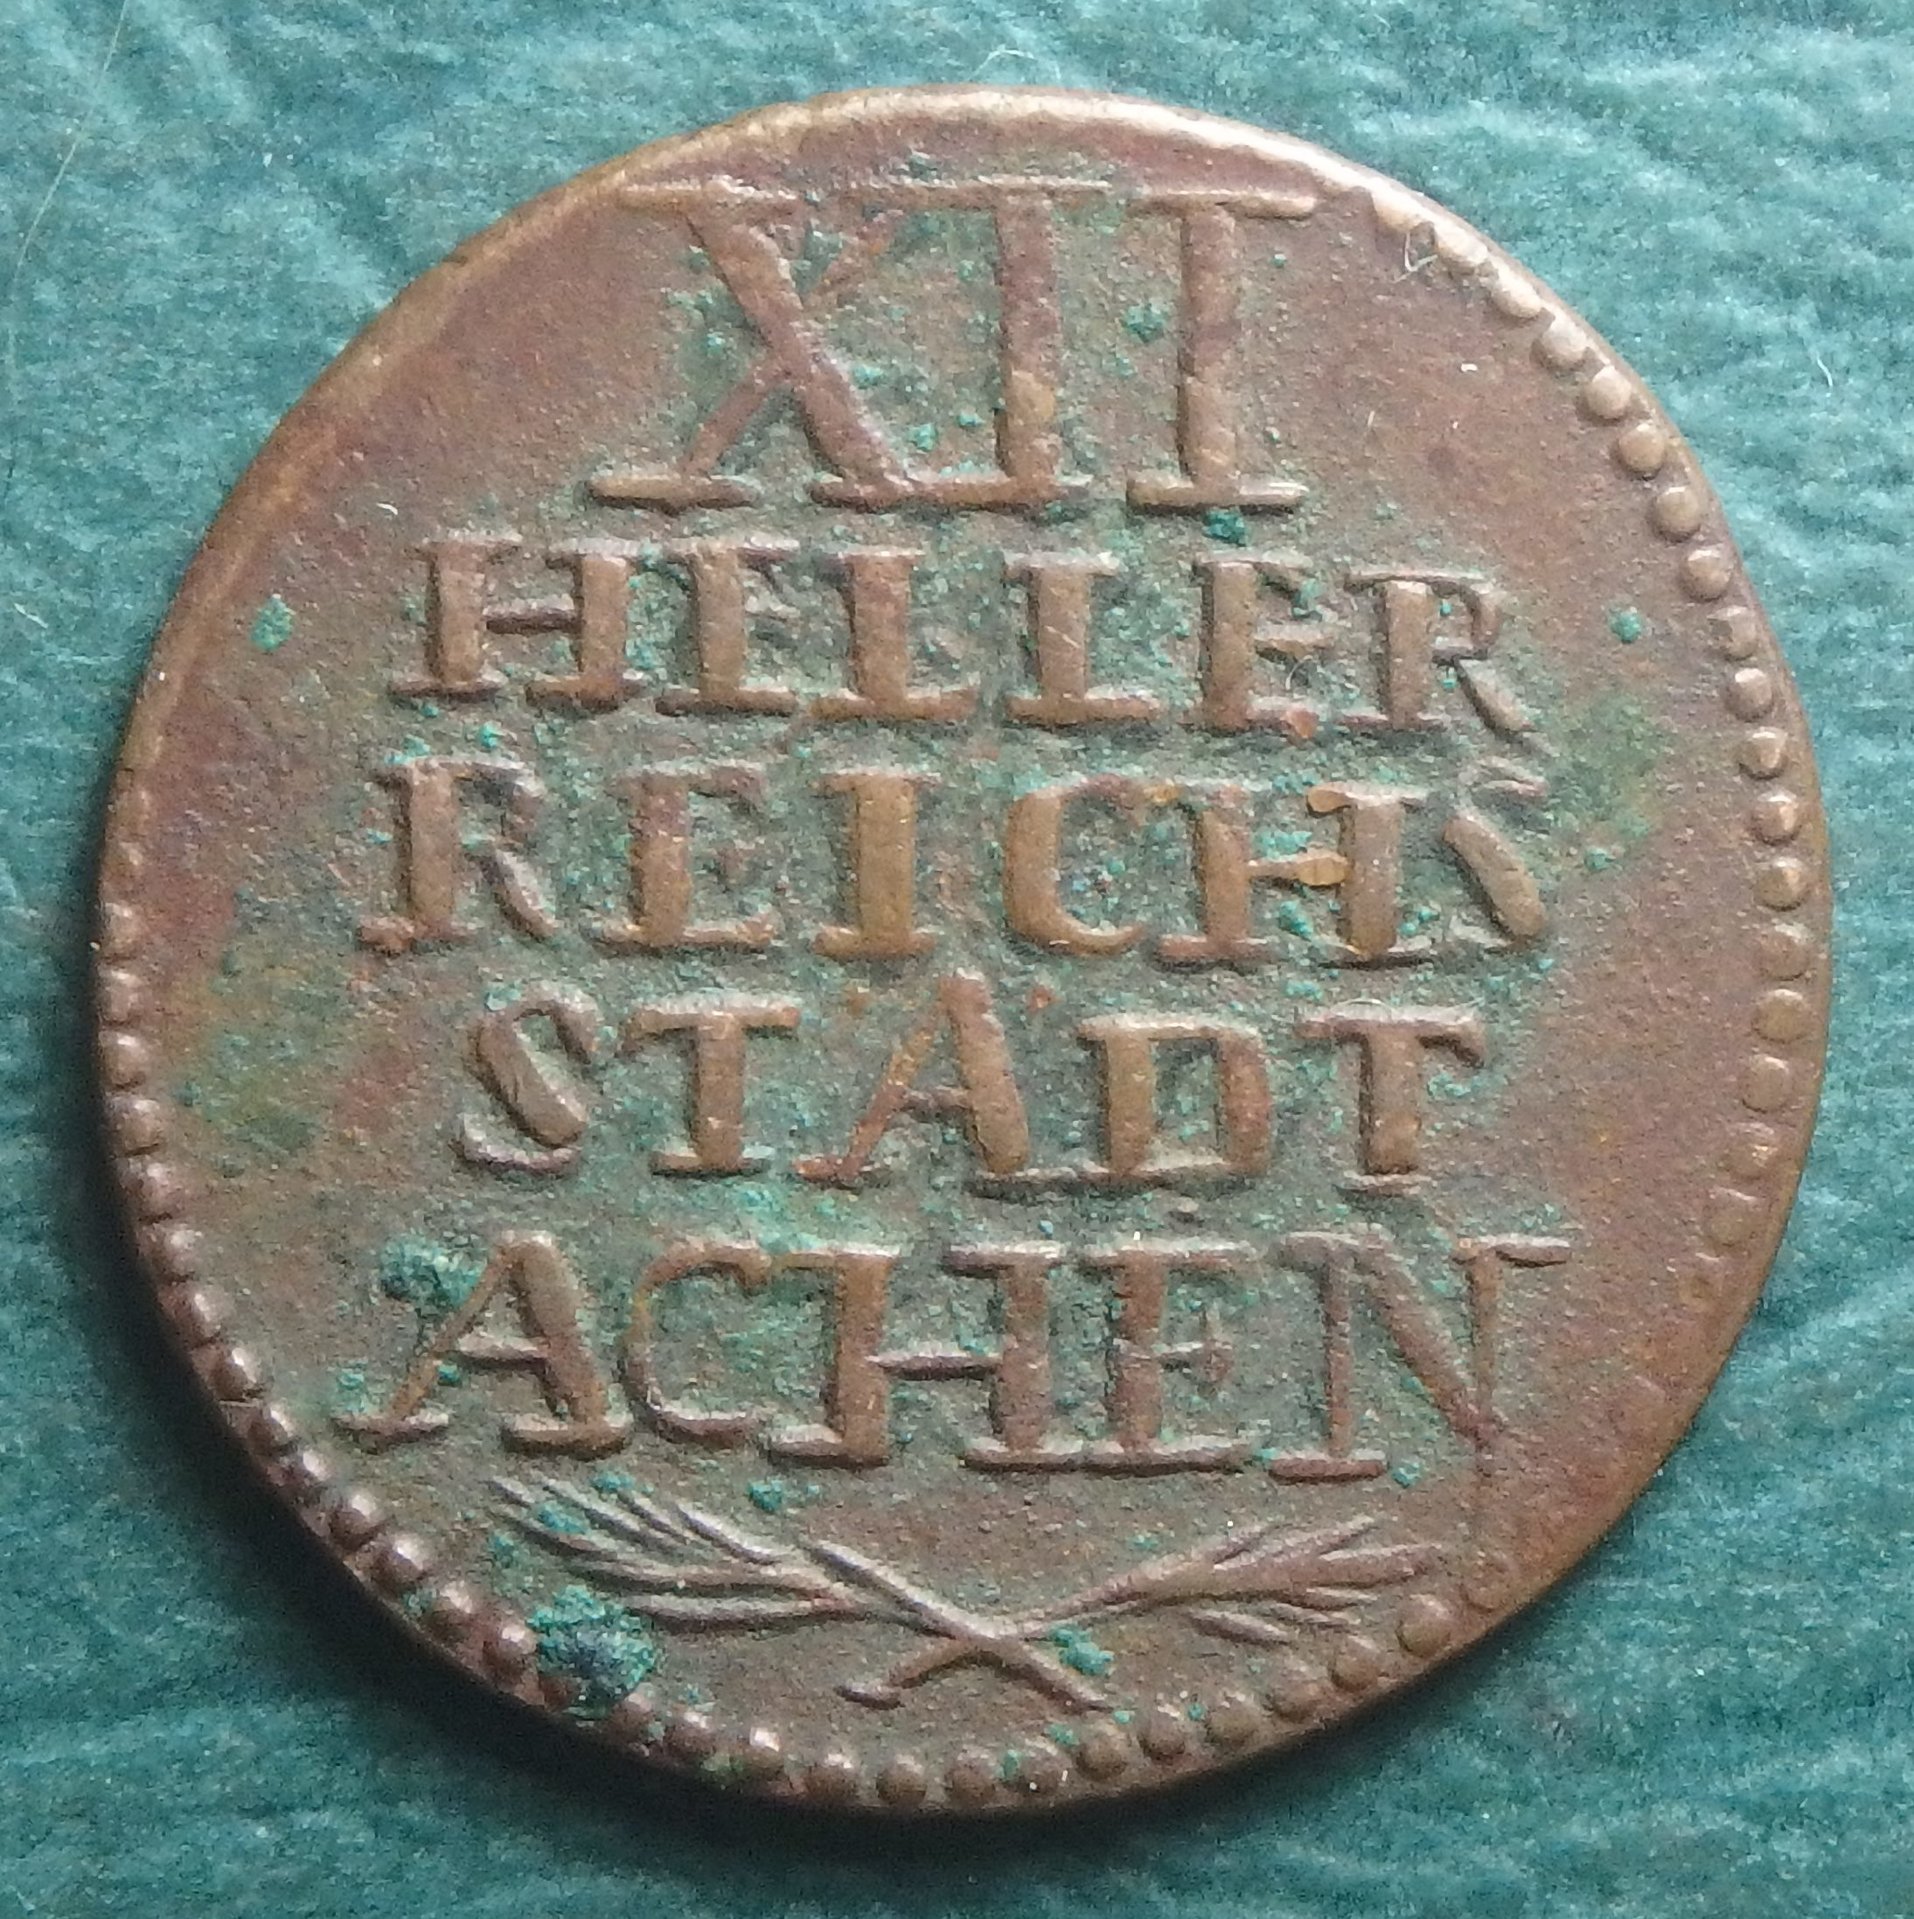 XII
HELLER
REICHS
STADT
ACHEN